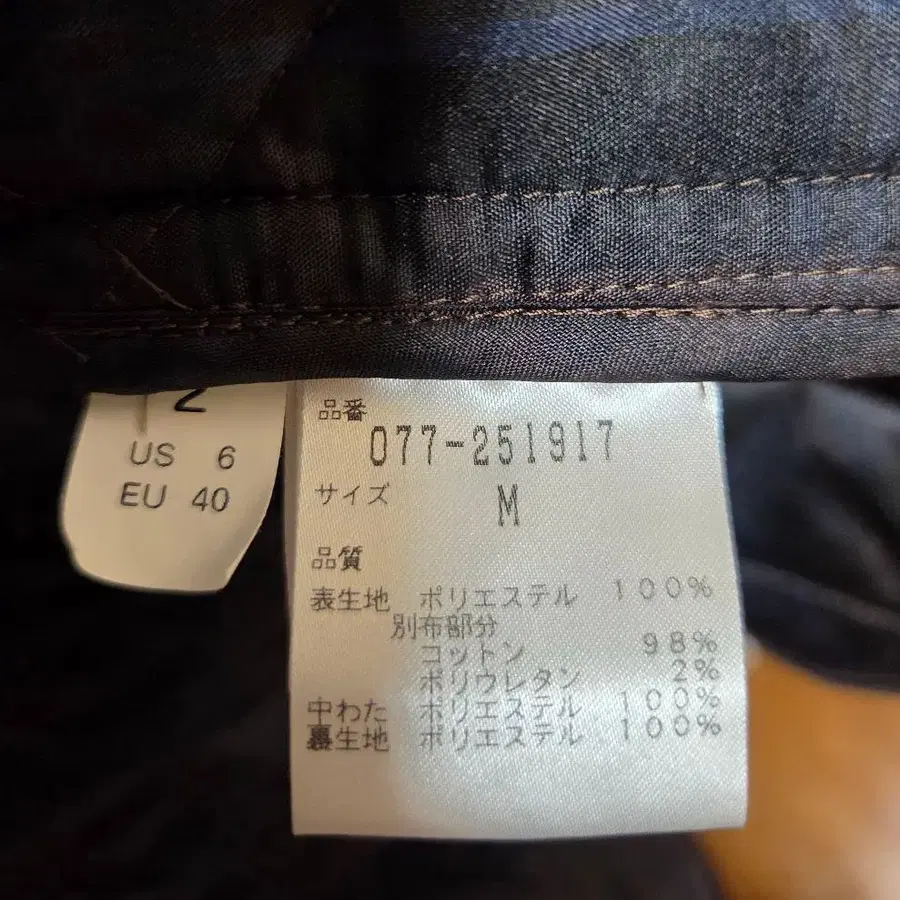 2
US 6
EU 40
品番
077-251917
サイズ
M
品質
表生地 ポリエステル 100%
別布部分
コットン 98%
ポリウレタン 2%
中わた ポリエステル 100%
裏生地 ポリエステル 100%